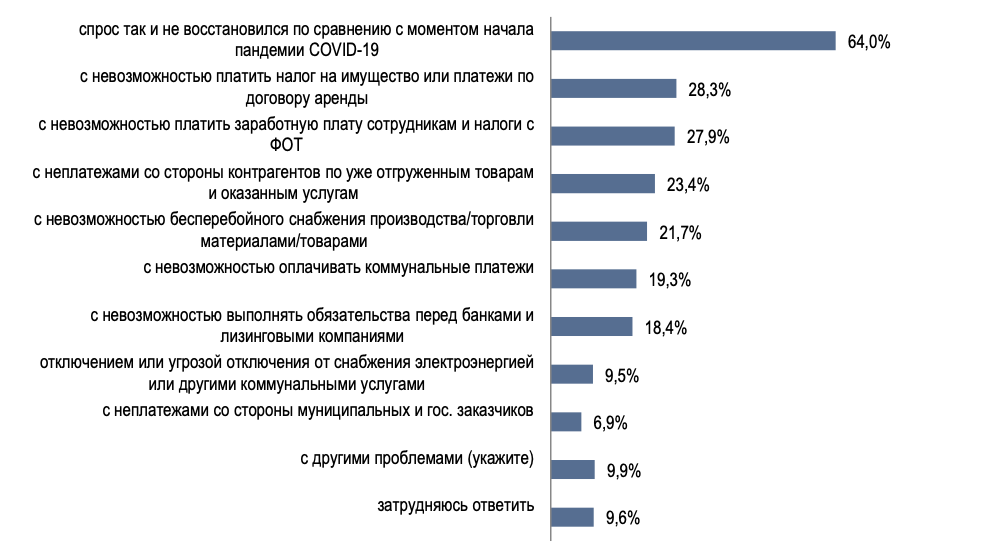 спрос так и не восстановился по сравнению с моментом начала
пандемии COVID-19
64,0%
с невозможностью платить налог на имущество или платежи по
договору аренды
28,3%
с невозможностью платить заработную плату сотрудникам и налоги с
ФОТ
27,9%
с неплатежами со стороны контрагентов по уже отгруженным товарам
и оказанным услугам
23,4%
с невозможностью бесперебойного снабжения производства/торговли
материалами/товарами
21,7%
с невозможностью оплачивать коммунальные платежи
19,3%
с невозможностью выполнять обязательства перед банками и
лизинговыми компаниями
18,4%
отключением или угрозой отключения от снабжения электроэнергией
или другими коммунальными услугами
9,5%
с неплатежами со стороны муниципальных и гос. заказчиков
6,9%
с другими проблемами (укажите)
9,9%
затрудняюсь ответить
9,6%